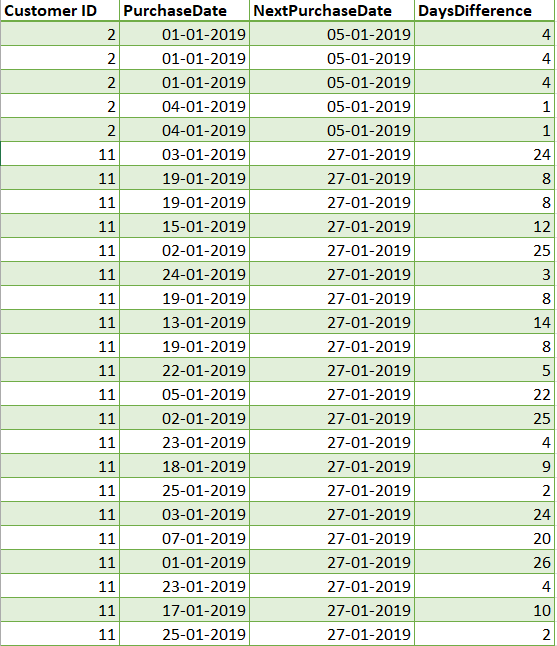 Customer ID PurchaseDate NextPurchaseDate DaysDifference
2 01-01-2019 05-01-2019 4
2 01-01-2019 05-01-2019 4
2 01-01-2019 05-01-2019 4
2 04-01-2019 05-01-2019 1
2 04-01-2019 05-01-2019 1
11 03-01-2019 27-01-2019 24
11 19-01-2019 27-01-2019 8
11 19-01-2019 27-01-2019 8
11 15-01-2019 27-01-2019 12
11 02-01-2019 27-01-2019 25
11 24-01-2019 27-01-2019 3
11 19-01-2019 27-01-2019 8
11 13-01-2019 27-01-2019 14
11 19-01-2019 27-01-2019 8
11 22-01-2019 27-01-2019 5
11 05-01-2019 27-01-2019 22
11 02-01-2019 27-01-2019 25
11 23-01-2019 27-01-2019 4
11 18-01-2019 27-01-2019 9
11 25-01-2019 27-01-2019 2
11 03-01-2019 27-01-2019 24
11 07-01-2019 27-01-2019 20
11 01-01-2019 27-01-2019 26
11 23-01-2019 27-01-2019 4
11 17-01-2019 27-01-2019 10
11 25-01-2019 27-01-2019 2